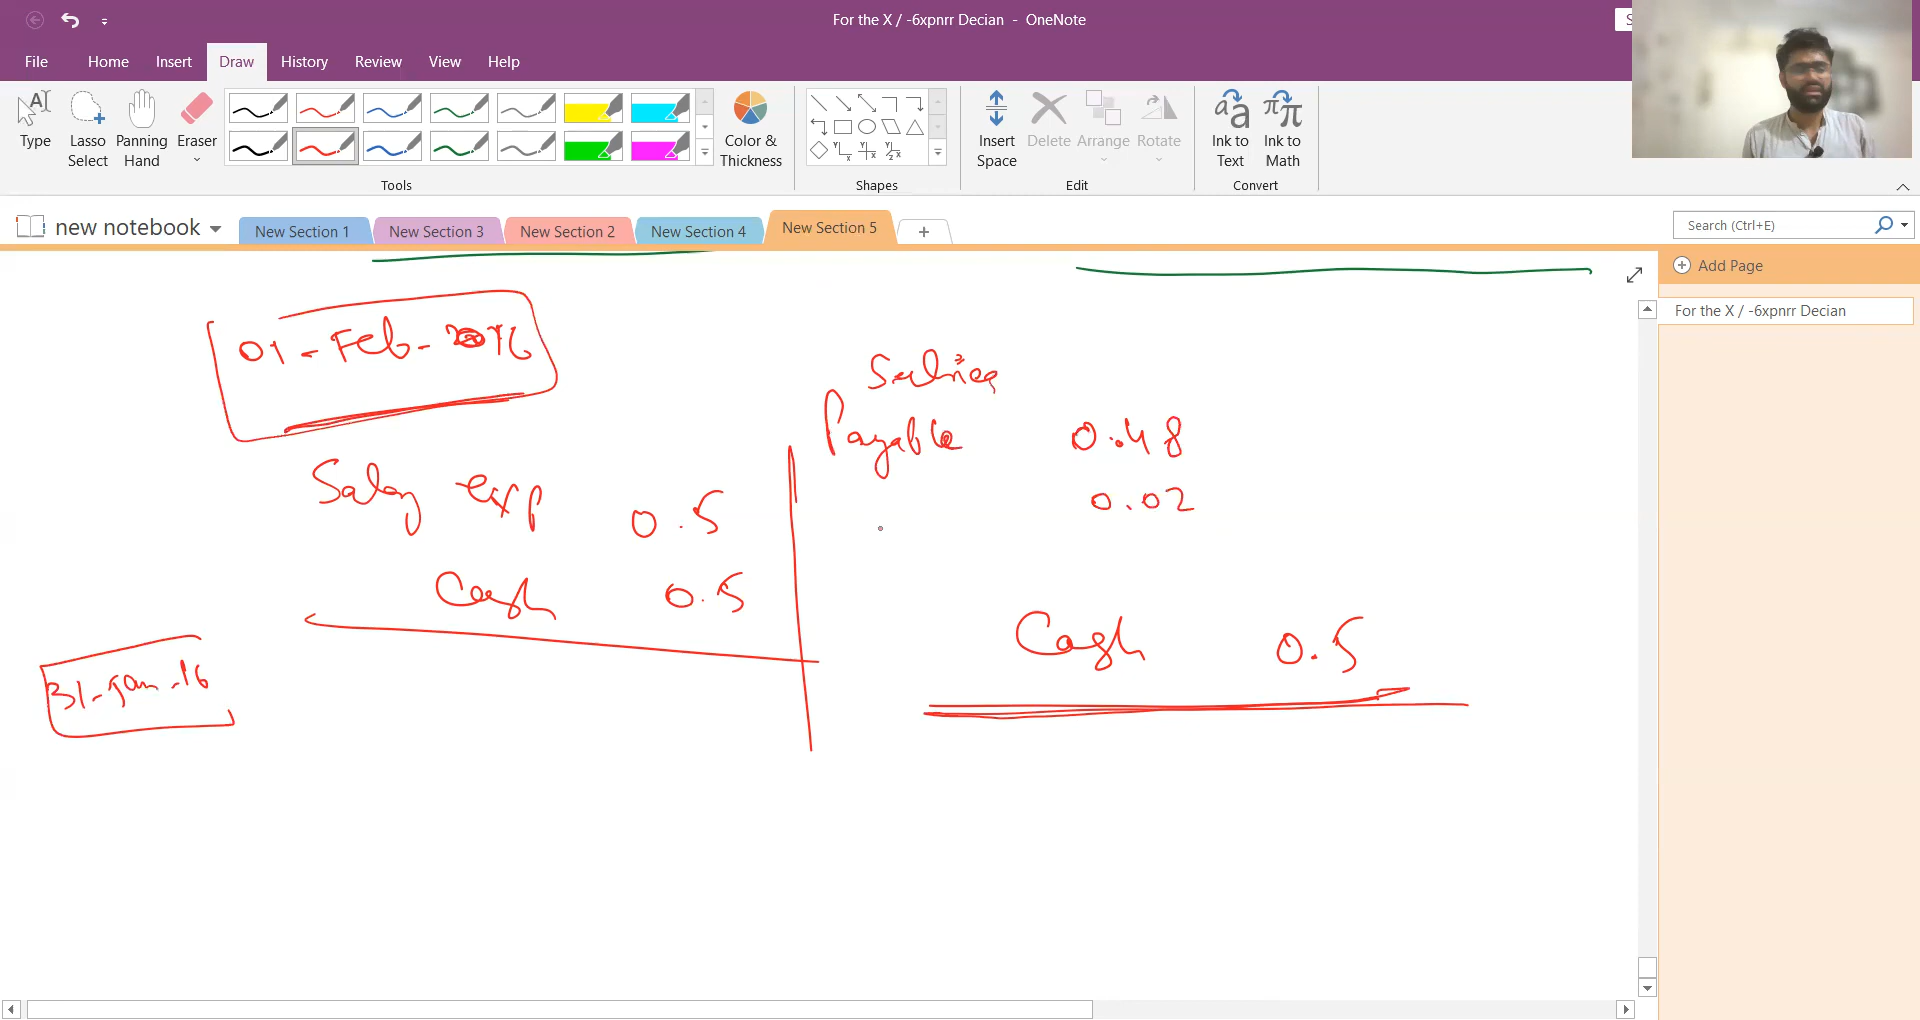 For the X / -6xpnrr Decian - OneNote
File Home Insert Draw History Review View Help
Type
Lasso Select
Panning Hand
Eraser
Color & Thickness
Insert Space
Delete
Arrange
Rotate
Ink to Text
Ink to Math
Tools
Shapes
Edit
Convert
new notebook
New Section 1
New Section 3
New Section 2
New Section 4
New Section 5
Search (Ctrl+E)
Add Page
For the X / -6xpnrr Decian
01-Feb-2016
Payable 0.48
0.02
Salary exp 0.5
Cash 0.5
Cash 0.5
31-Jan-16